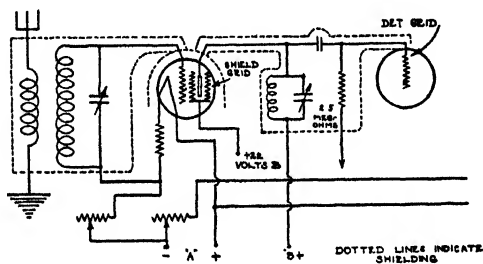 DET GRID
SHIELD
GRID
2.5
MEG-
OHMS
+22
VOLTS B
- "A" +
B+
DOTTED LINES INDICATE
SHIELDING